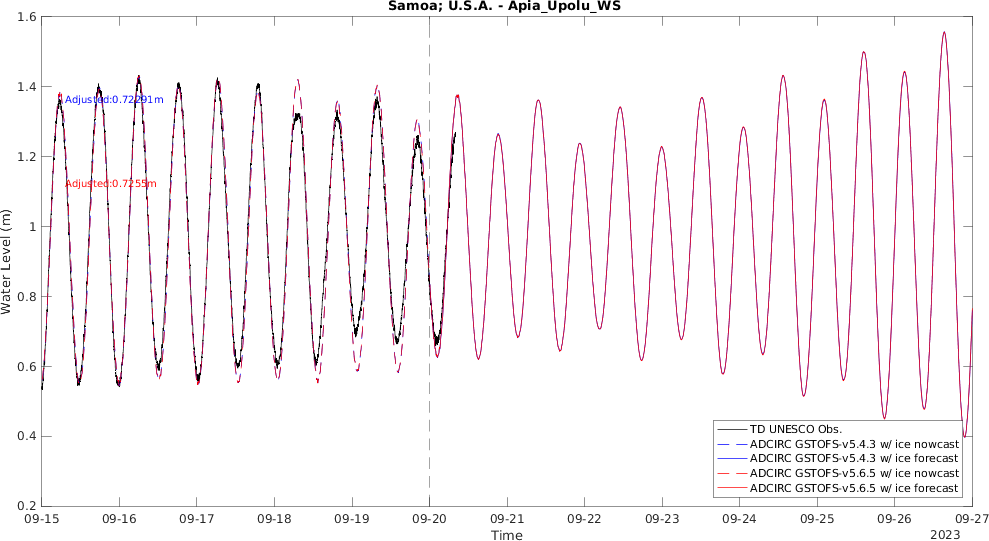 Samoa; U.S.A. - Apia_Upolu_WS
1.6
1.4
1.2
1
0.8
0.6
0.4
0.2
Water Level (m)
Adjusted:0.72291m
Adjusted:0.7255m
TD UNESCO Obs.
ADCIRC GSTOFS-v5.4.3 w/ ice nowcast
ADCIRC GSTOFS-v5.4.3 w/ ice forecast
ADCIRC GSTOFS-v5.6.5 w/ ice nowcast
ADCIRC GSTOFS-v5.6.5 w/ ice forecast
09-15 09-16 09-17 09-18 09-19 09-20 09-21 09-22 09-23 09-24 09-25 09-26 09-27
Time
2023